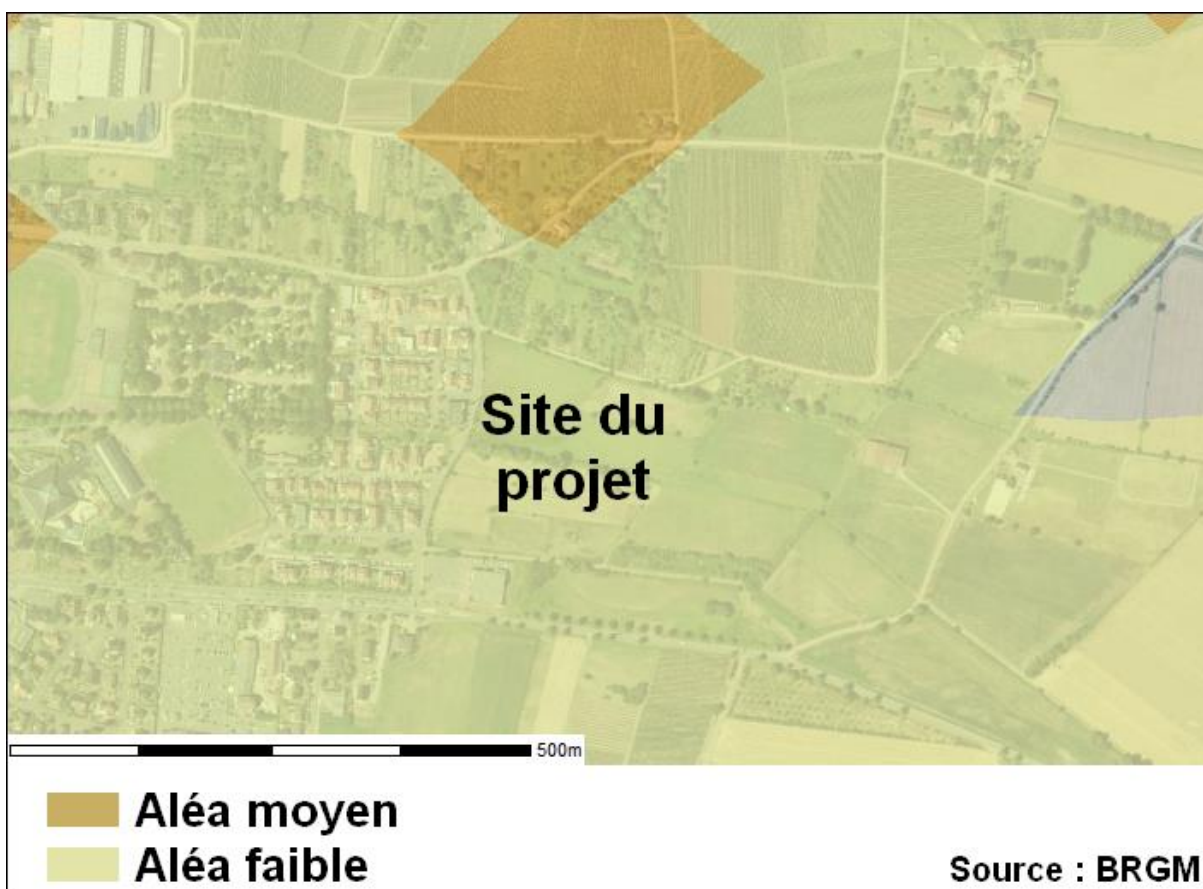 Site du
projet
500m
Aléa moyen
Aléa faible
Source : BRGM